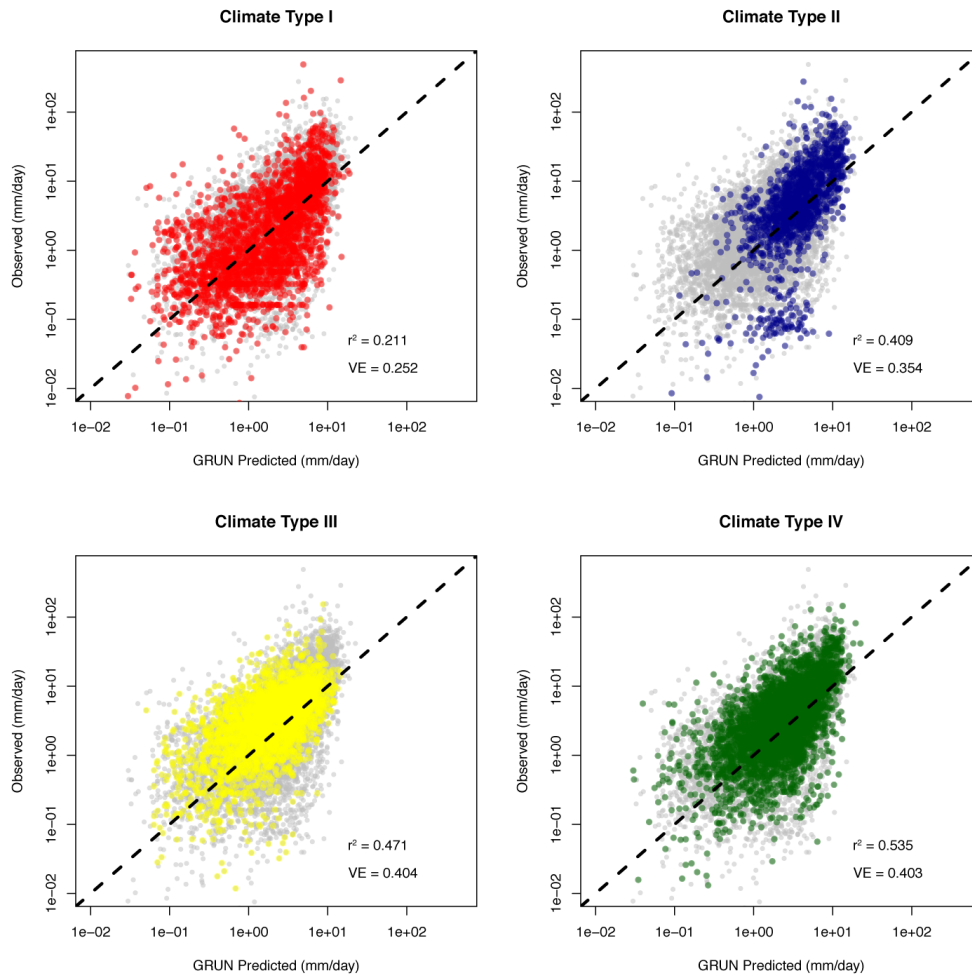 Climate Type I
Observed (mm/day)
1e+02
1e+01
1e+00
1e−01
1e−02
r² = 0.211
VE = 0.252
1e−02 1e−01 1e+00 1e+01 1e+02
GRUN Predicted (mm/day)
Climate Type II
Observed (mm/day)
1e+02
1e+01
1e+00
1e−01
1e−02
r² = 0.409
VE = 0.354
1e−02 1e−01 1e+00 1e+01 1e+02
GRUN Predicted (mm/day)
Climate Type III
Observed (mm/day)
1e+02
1e+01
1e+00
1e−01
1e−02
r² = 0.471
VE = 0.404
1e−02 1e−01 1e+00 1e+01 1e+02
GRUN Predicted (mm/day)
Climate Type IV
Observed (mm/day)
1e+02
1e+01
1e+00
1e−01
1e−02
r² = 0.535
VE = 0.403
1e−02 1e−01 1e+00 1e+01 1e+02
GRUN Predicted (mm/day)